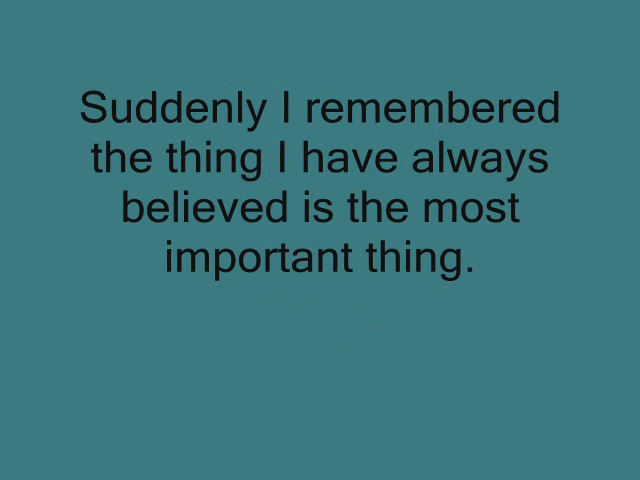 Suddenly I remembered
the thing I have always
believed is the most
important thing.